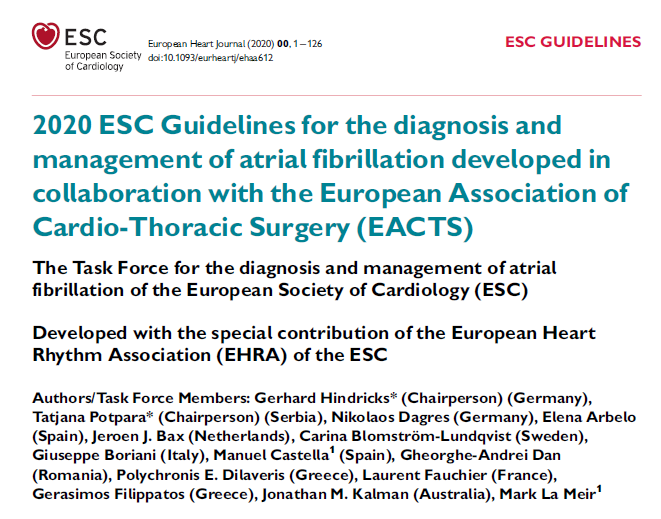 ESC
European Society
of Cardiology
European Heart Journal (2020) 00, 1–126
doi:10.1093/eurheartj/ehaa612
ESC GUIDELINES
2020 ESC Guidelines for the diagnosis and
management of atrial fibrillation developed in
collaboration with the European Association of
Cardio-Thoracic Surgery (EACTS)
The Task Force for the diagnosis and management of atrial
fibrillation of the European Society of Cardiology (ESC)
Developed with the special contribution of the European Heart
Rhythm Association (EHRA) of the ESC
Authors/Task Force Members: Gerhard Hindricks* (Chairperson) (Germany),
Tatjana Potpara* (Chairperson) (Serbia), Nikolaos Dagres (Germany), Elena Arbelo
(Spain), Jeroen J. Bax (Netherlands), Carina Blomström-Lundqvist (Sweden),
Giuseppe Boriani (Italy), Manuel Castella¹ (Spain), Gheorghe-Andrei Dan
(Romania), Polychronis E. Dilaveris (Greece), Laurent Fauchier (France),
Gerasimos Filippatos (Greece), Jonathan M. Kalman (Australia), Mark La Meir¹